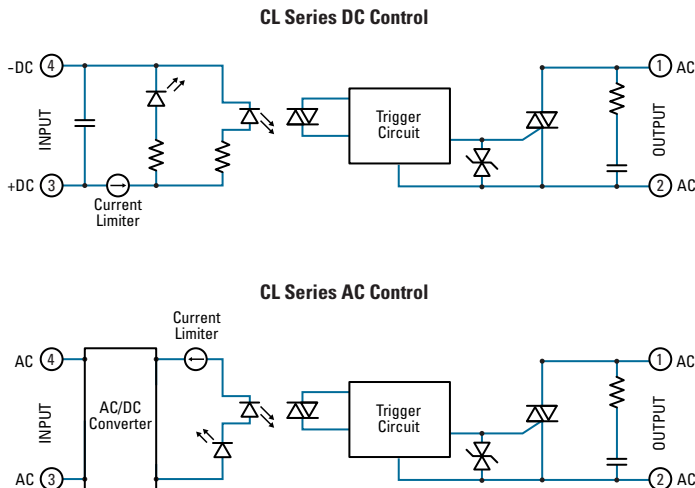 CL Series DC Control
-DC 4
INPUT
+DC 3
Current
Limiter
Trigger
Circuit
1 AC
OUTPUT
2 AC
CL Series AC Control
Current
Limiter
AC 4
INPUT
AC 3
AC/DC
Converter
Trigger
Circuit
1 AC
OUTPUT
2 AC